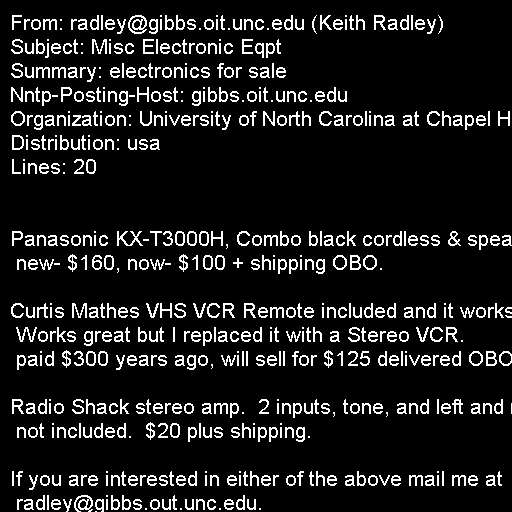 From: radley@gibbs.oit.unc.edu (Keith Radley)
Subject: Misc Electronic Eqpt
Summary: electronics for sale
Nntp-Posting-Host: gibbs.oit.unc.edu
Organization: University of North Carolina at Chapel H
Distribution: usa
Lines: 20
Panasonic KX-T3000H, Combo black cordless & spea
new- $160, now- $100 + shipping OBO.
Curtis Mathes VHS VCR Remote included and it works
Works great but I replaced it with a Stereo VCR.
paid $300 years ago, will sell for $125 delivered OBO
Radio Shack stereo amp.  2 inputs, tone, and left and
not included.  $20 plus shipping.
If you are interested in either of the above mail me at
radley@gibbs.out.unc.edu.